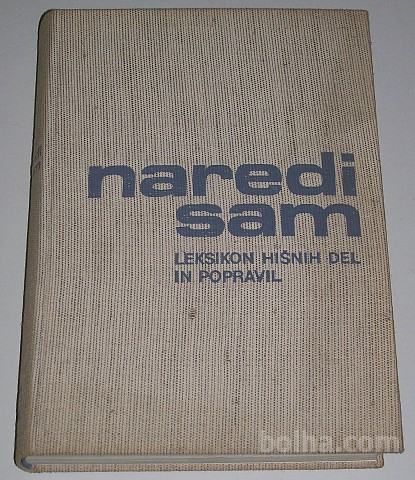 naredi
sam
LEKSIKON HIŠNIH DEL
IN POPRAVIL
bolha.com